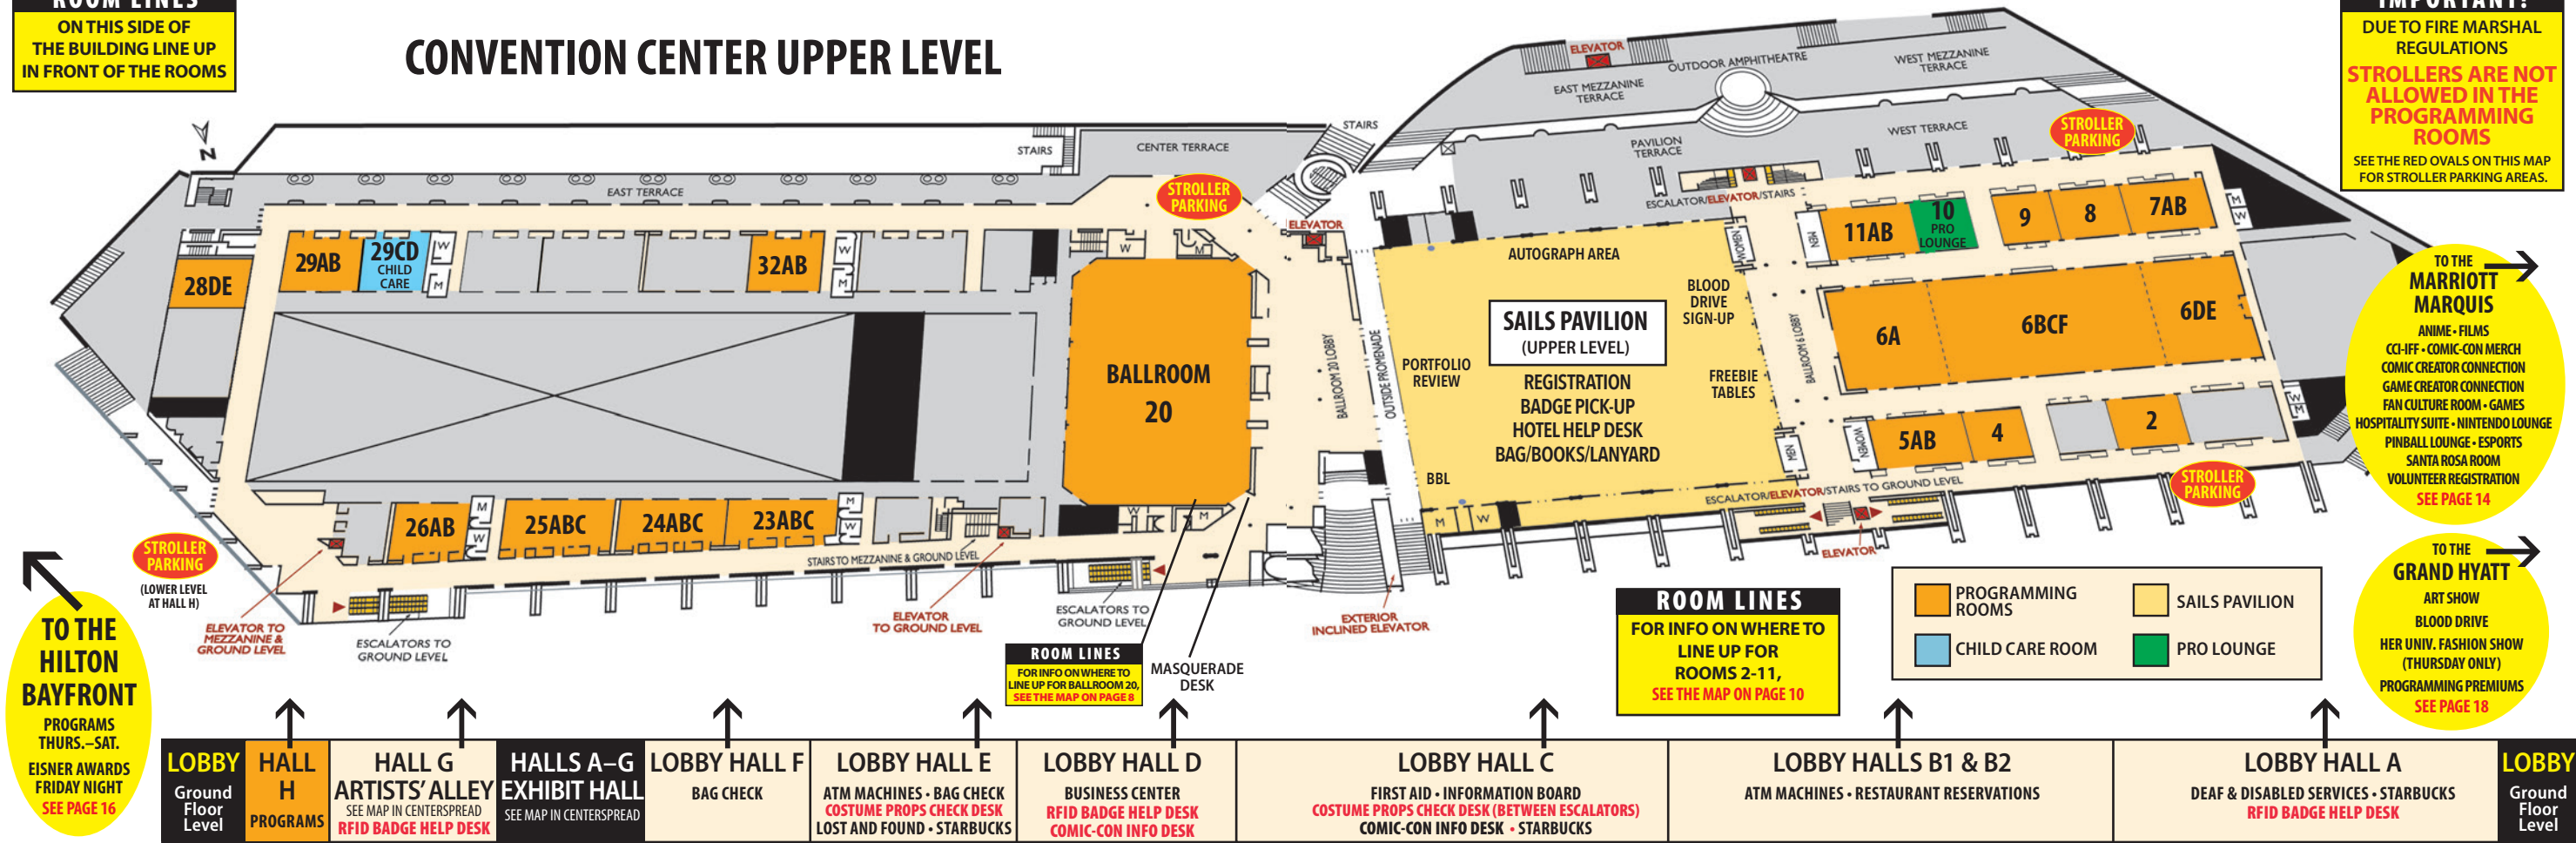 ROOM LINES
ON THIS SIDE OF
THE BUILDING LINE UP
IN FRONT OF THE ROOMS
CONVENTION CENTER UPPER LEVEL
IMPORTANT!
DUE TO FIRE MARSHAL
REGULATIONS
STROLLERS ARE NOT
ALLOWED IN THE
PROGRAMMING
ROOMS
SEE THE RED OVALS ON THIS MAP
FOR STROLLER PARKING AREAS.
ELEVATOR
OUTDOOR AMPHITHEATRE
WEST MEZZANINE
TERRACE
EAST MEZZANINE
TERRACE
STAIRS
STAIRS
CENTER TERRACE
PAVILION
TERRACE
WEST TERRACE
STROLLER
PARKING
N
EAST TERRACE
STROLLER
PARKING
ELEVATOR
ESCALATOR/ELEVATOR/STAIRS
28DE
29AB
29CD
CHILD
CARE
W
M
32AB
W
M
W
M
BALLROOM
20
BALLROOM 20 LOBBY
OUTSIDE PROMENADE
AUTOGRAPH AREA
SAILS PAVILION
(UPPER LEVEL)
REGISTRATION
BADGE PICK-UP
HOTEL HELP DESK
BAG/BOOKS/LANYARD
PORTFOLIO
REVIEW
BBL
BLOOD
DRIVE
SIGN-UP
FREEBIE
TABLES
M
W
WOMEN
MEN
11AB
10
PRO
LOUNGE
9
8
7AB
M
W
BALLROOM 6 LOBBY
6A
6BCF
6DE
MEN
WOMEN
5AB
4
2
W
M
STROLLER
PARKING
ESCALATOR/ELEVATOR/STAIRS TO GROUND LEVEL
ELEVATOR
26AB
M
W
25ABC
24ABC
23ABC
M
W
W
M
STAIRS TO MEZZANINE & GROUND LEVEL
STROLLER
PARKING
(LOWER LEVEL
AT HALL H)
ELEVATOR TO
MEZZANINE &
GROUND LEVEL
ESCALATORS TO
GROUND LEVEL
ELEVATOR
TO GROUND LEVEL
ESCALATORS TO
GROUND LEVEL
EXTERIOR
INCLINED ELEVATOR
ROOM LINES
FOR INFO ON WHERE TO
LINE UP FOR BALLROOM 20,
SEE THE MAP ON PAGE 8
MASQUERADE
DESK
ROOM LINES
FOR INFO ON WHERE TO
LINE UP FOR
ROOMS 2-11,
SEE THE MAP ON PAGE 10
PROGRAMMING
ROOMS
SAILS PAVILION
CHILD CARE ROOM
PRO LOUNGE
TO THE
MARRIOTT
MARQUIS
ANIME • FILMS
CCI-IFF • COMIC-CON MERCH
COMIC CREATOR CONNECTION
GAME CREATOR CONNECTION
FAN CULTURE ROOM • GAMES
HOSPITALITY SUITE • NINTENDO LOUNGE
PINBALL LOUNGE • ESPORTS
SANTA ROSA ROOM
VOLUNTEER REGISTRATION
SEE PAGE 14
TO THE
GRAND HYATT
ART SHOW
BLOOD DRIVE
HER UNIV. FASHION SHOW
(THURSDAY ONLY)
PROGRAMMING PREMIUMS
SEE PAGE 18
TO THE
HILTON
BAYFRONT
PROGRAMS
THURS.–SAT.
EISNER AWARDS
FRIDAY NIGHT
SEE PAGE 16
LOBBY
Ground
Floor
Level
HALL
H
PROGRAMS
HALL G
ARTISTS' ALLEY
SEE MAP IN CENTERSPREAD
RFID BADGE HELP DESK
HALLS A–G
EXHIBIT HALL
SEE MAP IN CENTERSPREAD
LOBBY HALL F
BAG CHECK
LOBBY HALL E
ATM MACHINES • BAG CHECK
COSTUME PROPS CHECK DESK
LOST AND FOUND • STARBUCKS
LOBBY HALL D
BUSINESS CENTER
RFID BADGE HELP DESK
COMIC-CON INFO DESK
LOBBY HALL C
FIRST AID • INFORMATION BOARD
COSTUME PROPS CHECK DESK (BETWEEN ESCALATORS)
COMIC-CON INFO DESK • STARBUCKS
LOBBY HALLS B1 & B2
ATM MACHINES • RESTAURANT RESERVATIONS
LOBBY HALL A
DEAF & DISABLED SERVICES • STARBUCKS
RFID BADGE HELP DESK
LOBBY
Ground
Floor
Level